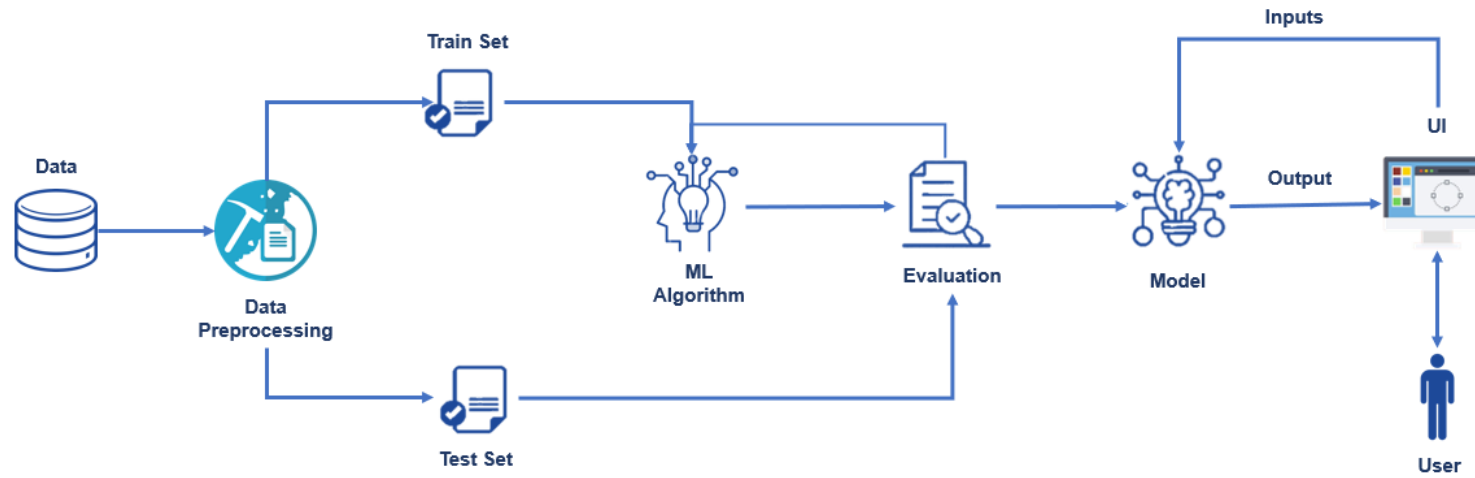 Data
Data
Preprocessing
Train Set
Test Set
ML
Algorithm
Evaluation
Model
Inputs
Output
UI
User